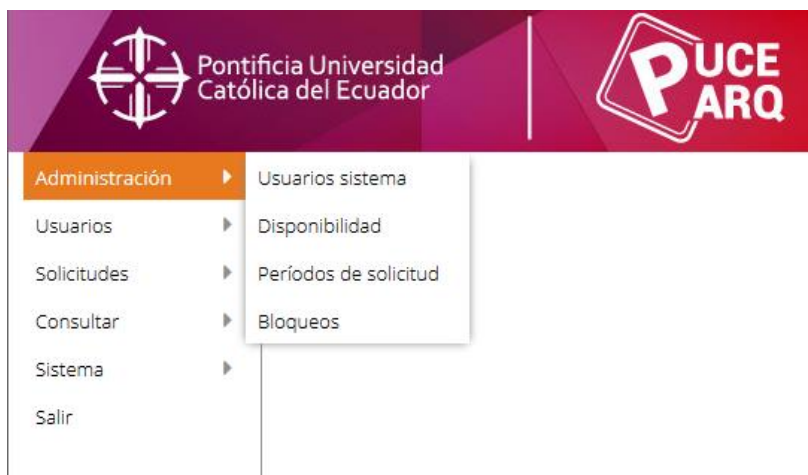 Pontificia Universidad
Católica del Ecuador
PUCE
PARQ
Administración
Usuarios
Solicitudes
Consultar
Sistema
Salir
Usuarios sistema
Disponibilidad
Períodos de solicitud
Bloqueos